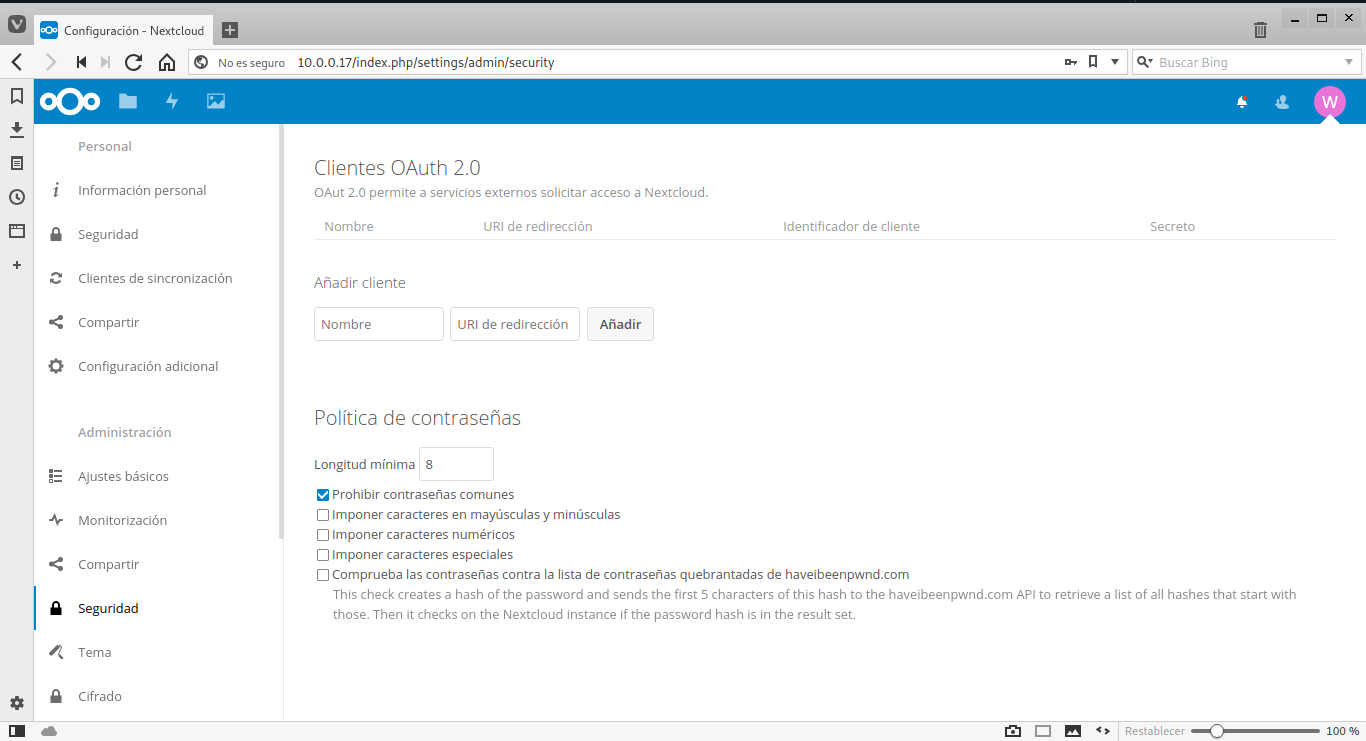 Configuración - Nextcloud
No es seguro 10.0.0.17/index.php/settings/admin/security
Buscar Bing
W
Personal
Información personal
Seguridad
Clientes de sincronización
Compartir
Configuración adicional
Administración
Ajustes básicos
Monitorización
Compartir
Seguridad
Tema
Cifrado
Clientes OAuth 2.0
OAut 2.0 permite a servicios externos solicitar acceso a Nextcloud.
Nombre URI de redirección Identificador de cliente Secreto
Añadir cliente
Nombre URI de redirección Añadir
Política de contraseñas
Longitud mínima 8
Prohibir contraseñas comunes
Imponer caracteres en mayúsculas y minúsculas
Imponer caracteres numéricos
Imponer caracteres especiales
Comprueba las contraseñas contra la lista de contraseñas quebrantadas de haveibeenpwnd.com
This check creates a hash of the password and sends the first 5 characters of this hash to the haveibeenpwnd.com API to retrieve a list of all hashes that start with
those. Then it checks on the Nextcloud instance if the password hash is in the result set.
Restablecer 100 %